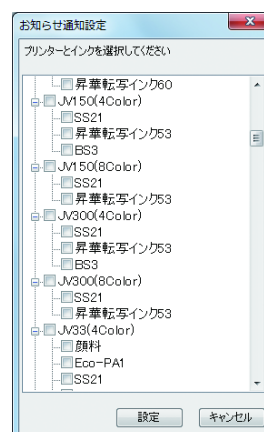 お知らせ通知設定
プリンターとインクを選択してください
昇華転写インク60
JV150(4Color)
SS21
昇華転写インク53
BS3
JV150(8Color)
SS21
昇華転写インク53
JV300(4Color)
SS21
昇華転写インク53
BS3
JV300(8Color)
SS21
昇華転写インク53
JV33(4Color)
顔料
Eco-PA1
SS21
設定 キャンセル